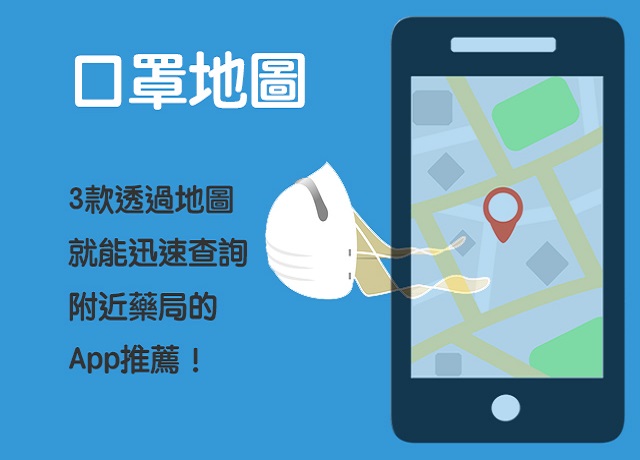 口罩地圖
3款透過地圖
就能迅速查詢
附近藥局的
App推薦！